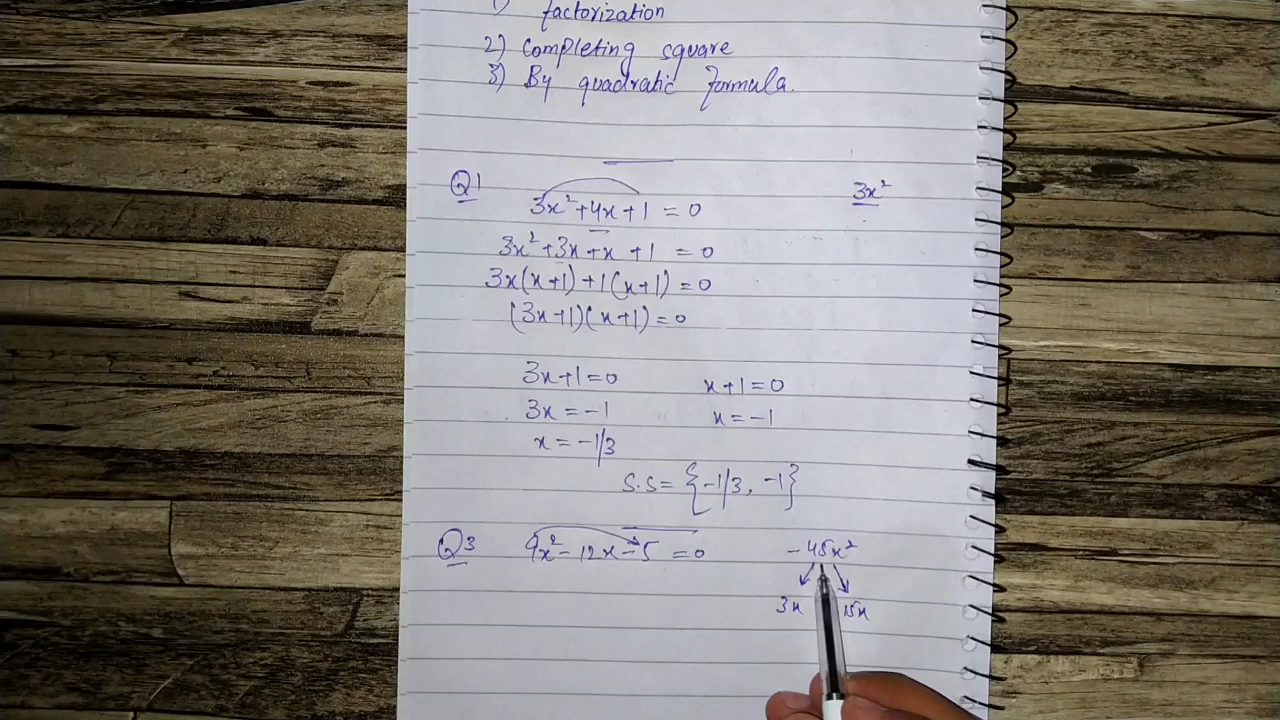 1) factorization
2) Completing square
3) By quadratic formula.
Q1
3x²+4x+1 = 0
3x²
3x²+3x+x+1 = 0
3x(x+1)+1(x+1)=0
(3x+1)(x+1)=0
3x+1=0 x+1=0
3x=-1 x=-1
x=-1/3
S.S= {-1/3, -1}
Q3 9x²-12x-5=0 -45x²
3x 15x